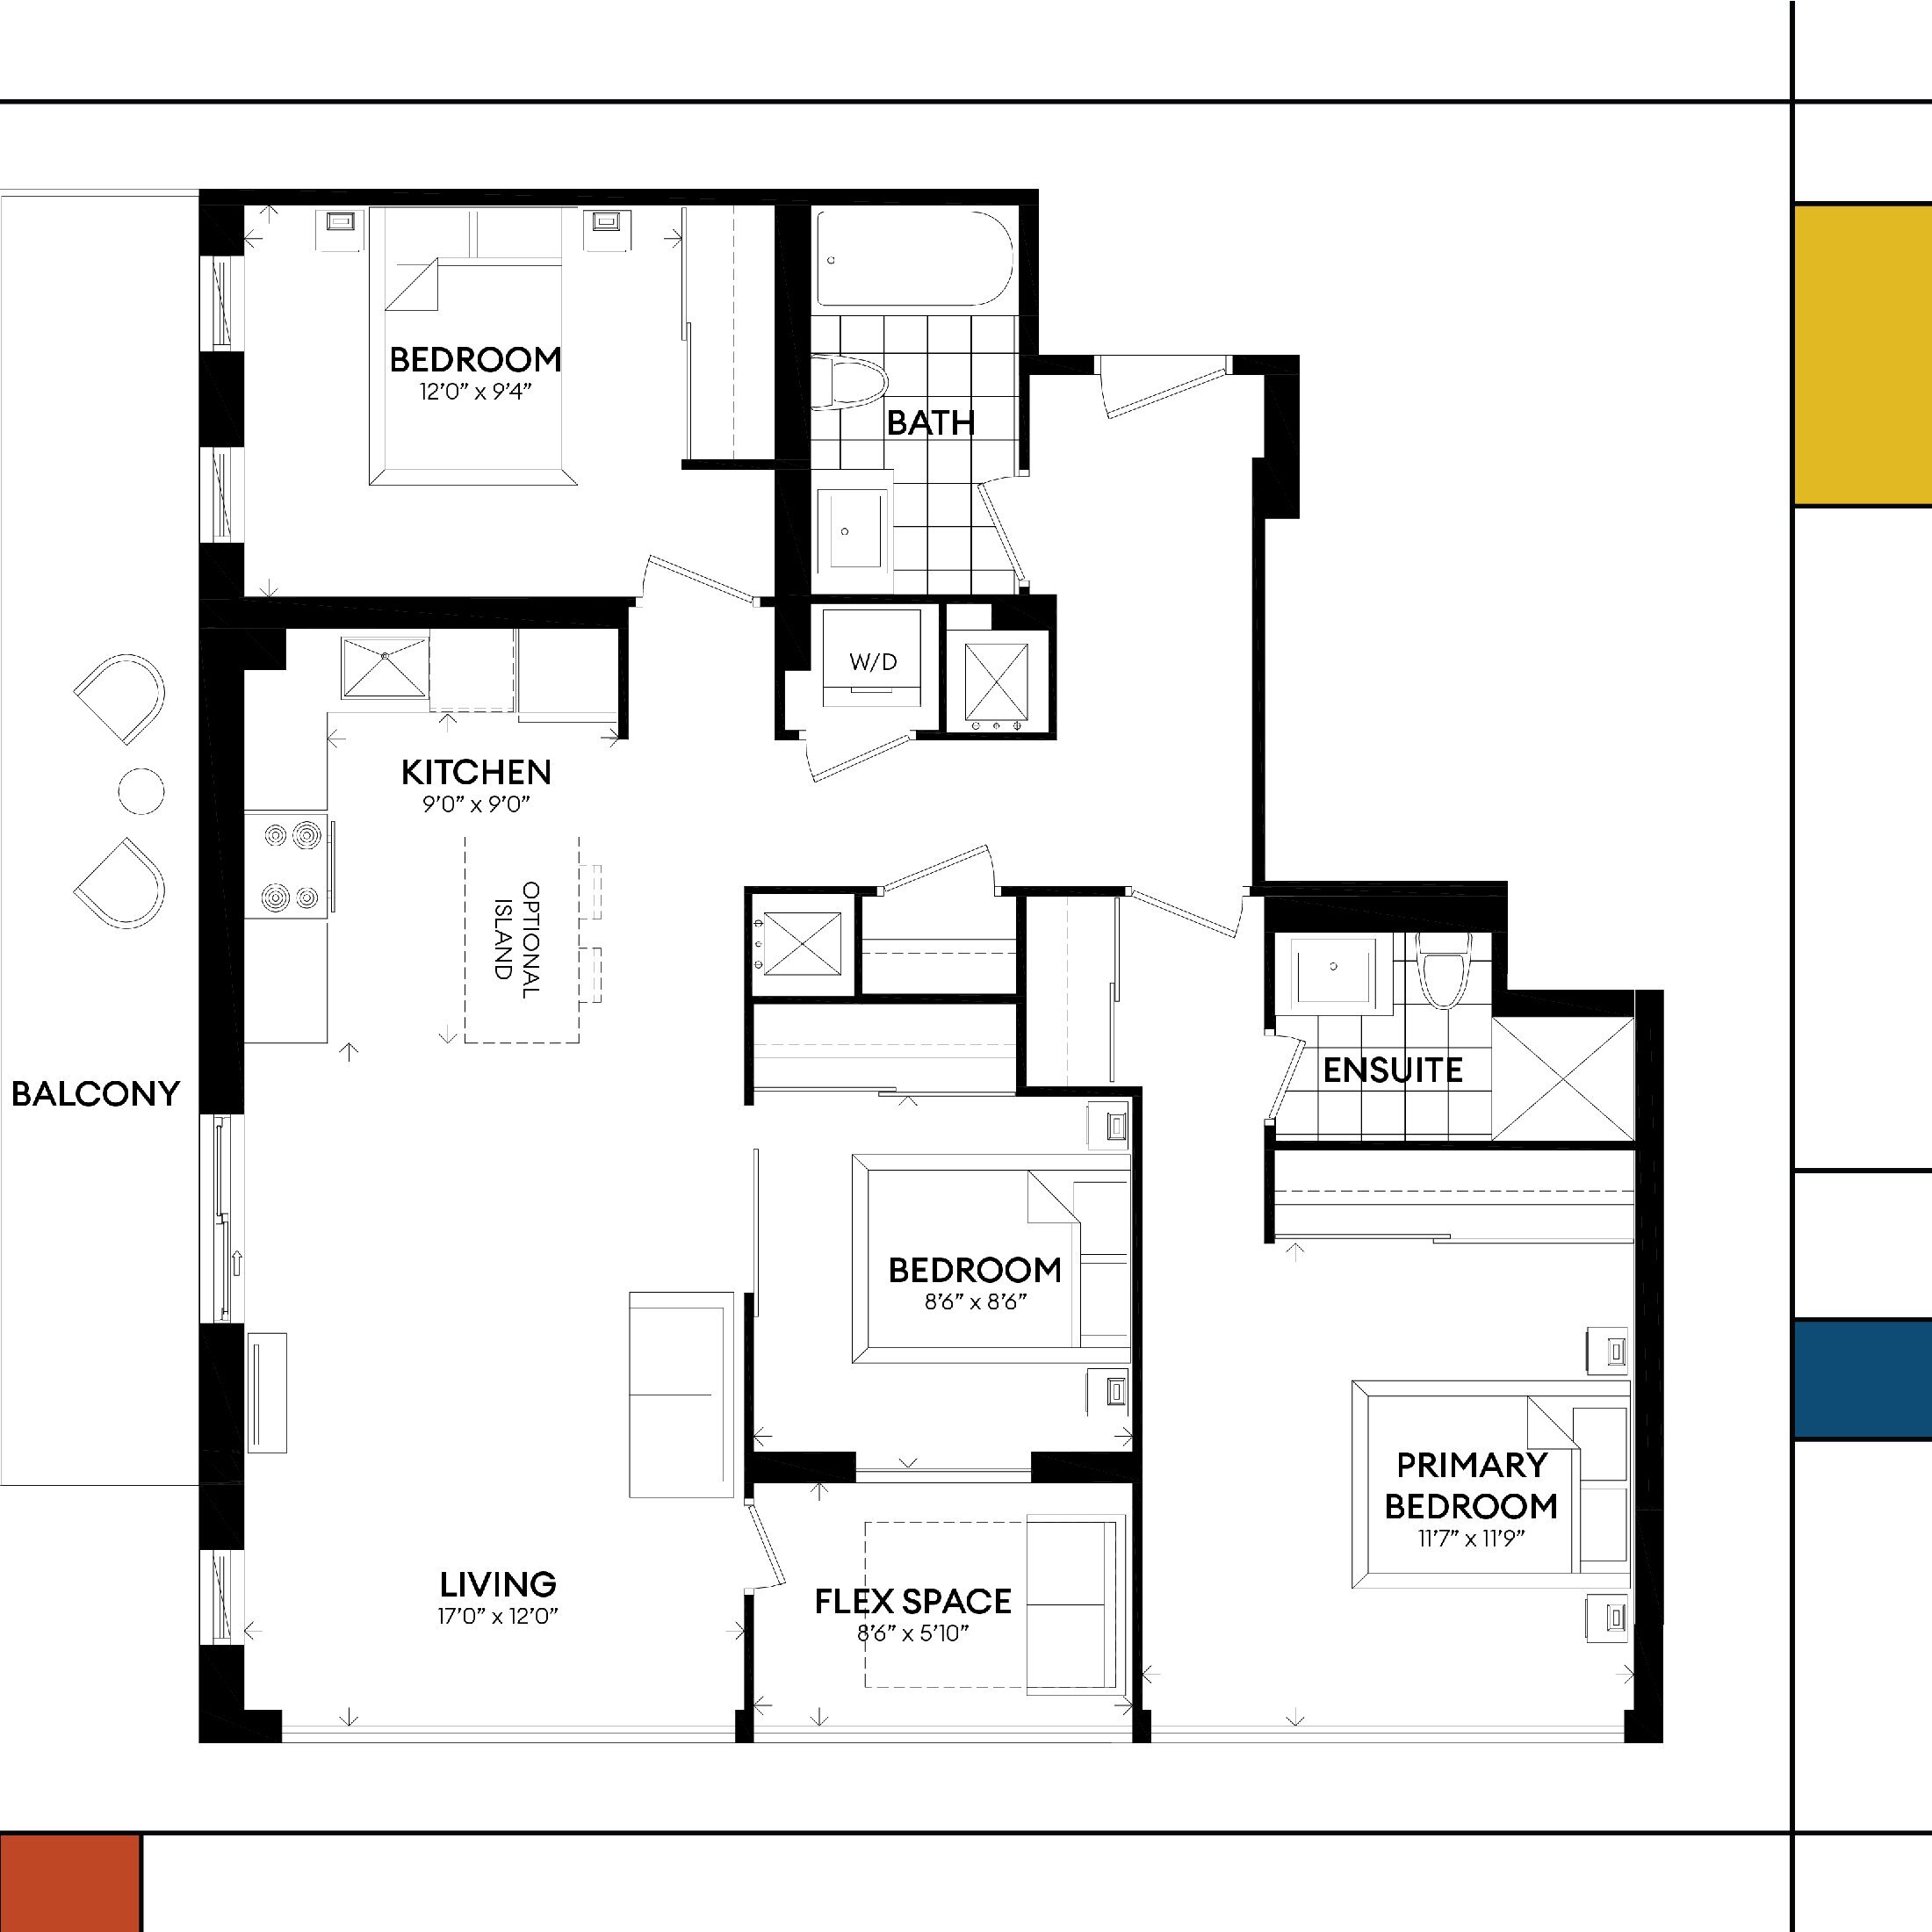 BEDROOM
12'0” x 9'4”
BATH
W/D
KITCHEN
9'0” x 9'0”
OPTIONAL
ISLAND
BALCONY
ENSUITE
BEDROOM
8'6” x 8'6”
PRIMARY
BEDROOM
11'7” x 11'9”
LIVING
17'0” x 12'0”
FLEX SPACE
8'6” x 5'10”